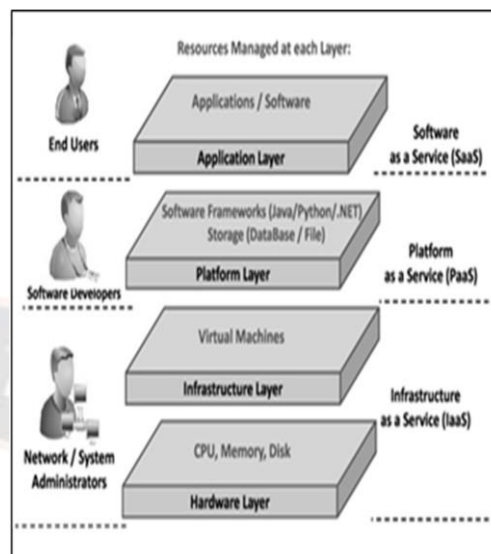 Resources Managed at each Layer:
Applications / Software
Application Layer
End Users
Software
as a Service (SaaS)
Software Frameworks (Java/Python/.NET)
Storage (DataBase / File)
Platform Layer
Software Developers
Platform
as a Service (PaaS)
Virtual Machines
Infrastructure Layer
Infrastructure
as a Service (IaaS)
Network / System
Administrators
CPU, Memory, Disk
Hardware Layer